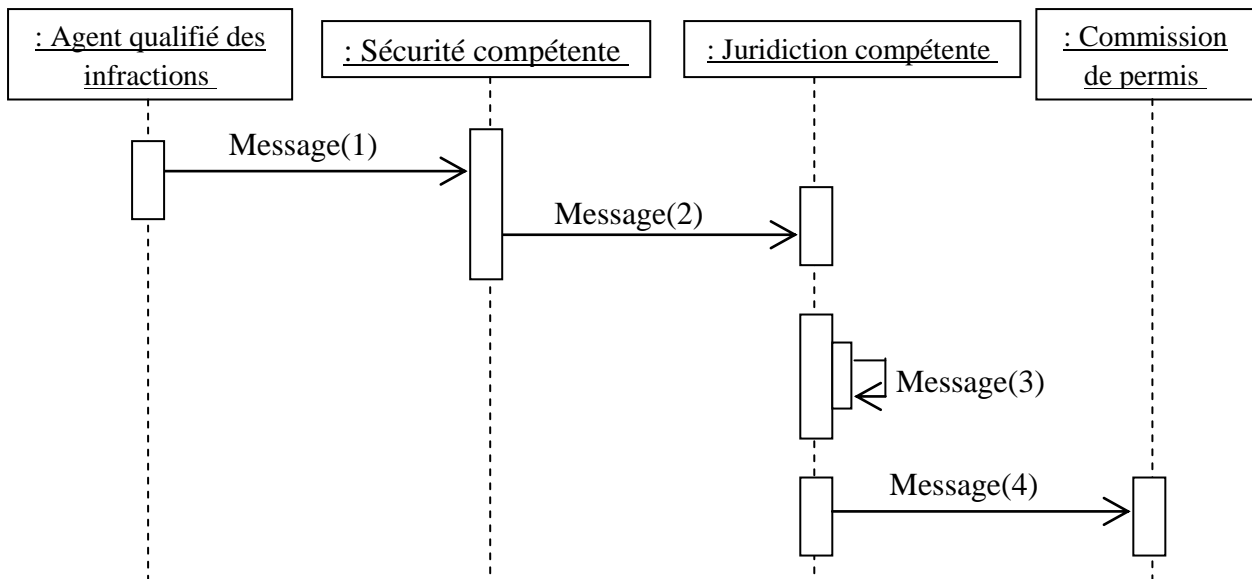 : Agent qualifié des
infractions
: Sécurité compétente
: Juridiction compétente
: Commission
de permis
Message(1)
Message(2)
Message(3)
Message(4)